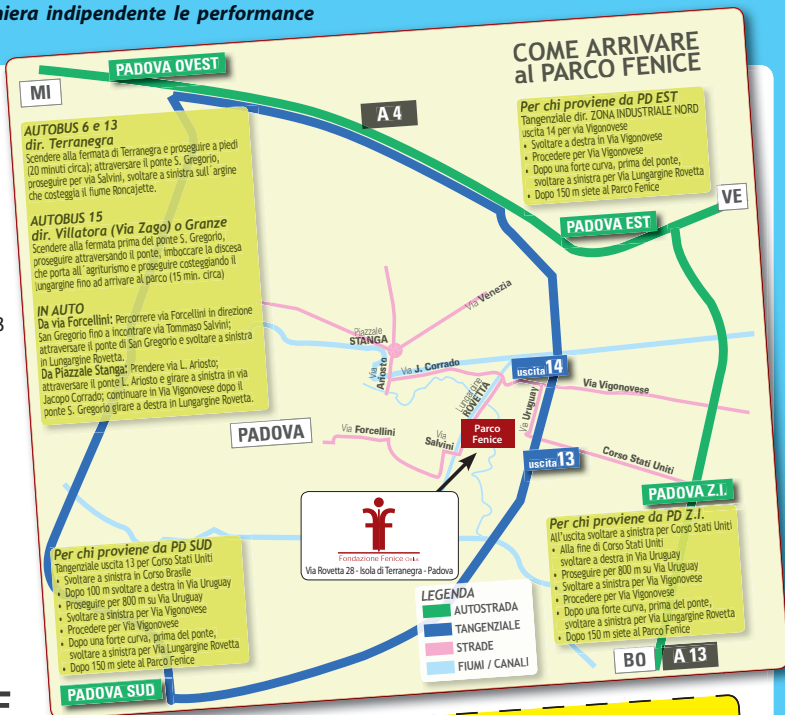 niera indipendente le performance
COME ARRIVARE
al PARCO FENICE
PADOVA OVEST
MI
A 4
AUTOBUS 6 e 13
dir. Terranegra
Scendere alla fermata di Terranegra e proseguire a piedi
(20 minuti circa); attraversare il ponte S. Gregorio,
proseguire per via Salvini, svoltare a sinistra sull'argine
che costeggia il fiume Roncajette.
AUTOBUS 15
dir. Villatora (Via Zago) o Granze
Scendere alla fermata prima del ponte S. Gregorio,
proseguire attraversando il ponte, imboccare la discesa
che porta all'agriturismo e proseguire costeggiando il
lungargine fino ad arrivare al parco (15 min. circa)
IN AUTO
Da via Forcellini: Percorrere via Forcellini in direzione
San Gregorio fino a incontrare via Tommaso Salvini;
attraversare il ponte di San Gregorio e svoltare a sinistra
in Lungargine Rovetta.
Da Piazzale Stanga: Prendere via L. Ariosto;
attraversare il ponte L. Ariosto e girare a sinistra in via
Jacopo Corrado; continuare in Via Vigonovese dopo il
ponte S. Gregorio girare a destra in Lungargine Rovetta.
Per chi proviene da PD EST
Tangenziale dir. ZONA INDUSTRIALE NORD
uscita 14 per via Vigonovese
• Svoltare a destra in Via Vigonovese
• Procedere per Via Vigonovese
• Dopo una forte curva, prima del ponte,
svoltare a sinistra per Via Lungargine Rovetta
• Dopo 150 m siete al Parco Fenice
VE
PADOVA EST
3
Via Venezia
Piazzale
STANGA
Via
Ariosto
Via J. Corrado
Lungargine
ROVETTA
uscita 14
Via Vigonovese
Via Uruguay
PADOVA
Via Forcellini
Via
Salvini
Parco
Fenice
uscita 13
Corso Stati Uniti
PADOVA Z.I.
Fondazione Fenice Onlus
Via Rovetta 28 - Isola di Terranegra - Padova
Per chi proviene da PD SUD
Tangenziale uscita 13 per Corso Stati Uniti
• Svoltare a sinistra in Corso Brasile
• Dopo 100 m svoltare a destra in Via Uruguay
• Proseguire per 800 m su Via Uruguay
• Svoltare a sinistra per Via Vigonovese
• Procedere per Via Vigonovese
• Dopo una forte curva, prima del ponte,
svoltare a sinistra per Via Lungargine Rovetta
• Dopo 150 m siete al Parco Fenice
PADOVA SUD
LEGENDA
AUTOSTRADA
TANGENZIALE
STRADE
FIUMI / CANALI
Per chi proviene da PD Z.I.
All'uscita svoltare a sinistra per Corso Stati Uniti
• Alla fine di Corso Stati Uniti
svoltare a destra in Via Uruguay
• Proseguire per 800 m su Via Uruguay
• Svoltare a sinistra per Via Vigonovese
• Procedere per Via Vigonovese
• Dopo una forte curva, prima del ponte,
svoltare a sinistra per Via Lungargine Rovetta
• Dopo 150 m siete al Parco Fenice
BO
A 13